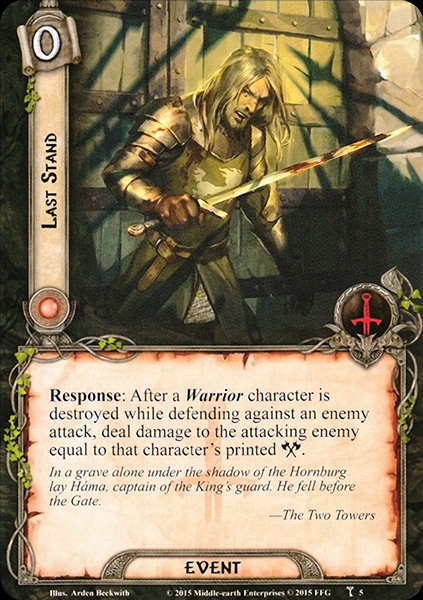 0
LAST STAND
Response: After a Warrior character is
destroyed while defending against an enemy
attack, deal damage to the attacking enemy
equal to that character's printed .
In a grave alone under the shadow of the Hornburg
lay Háma, captain of the King's guard. He fell before
the Gate.
—The Two Towers
EVENT
Illus. Arden Beckwith © 2015 Middle-earth Enterprises © 2015 FFG 5